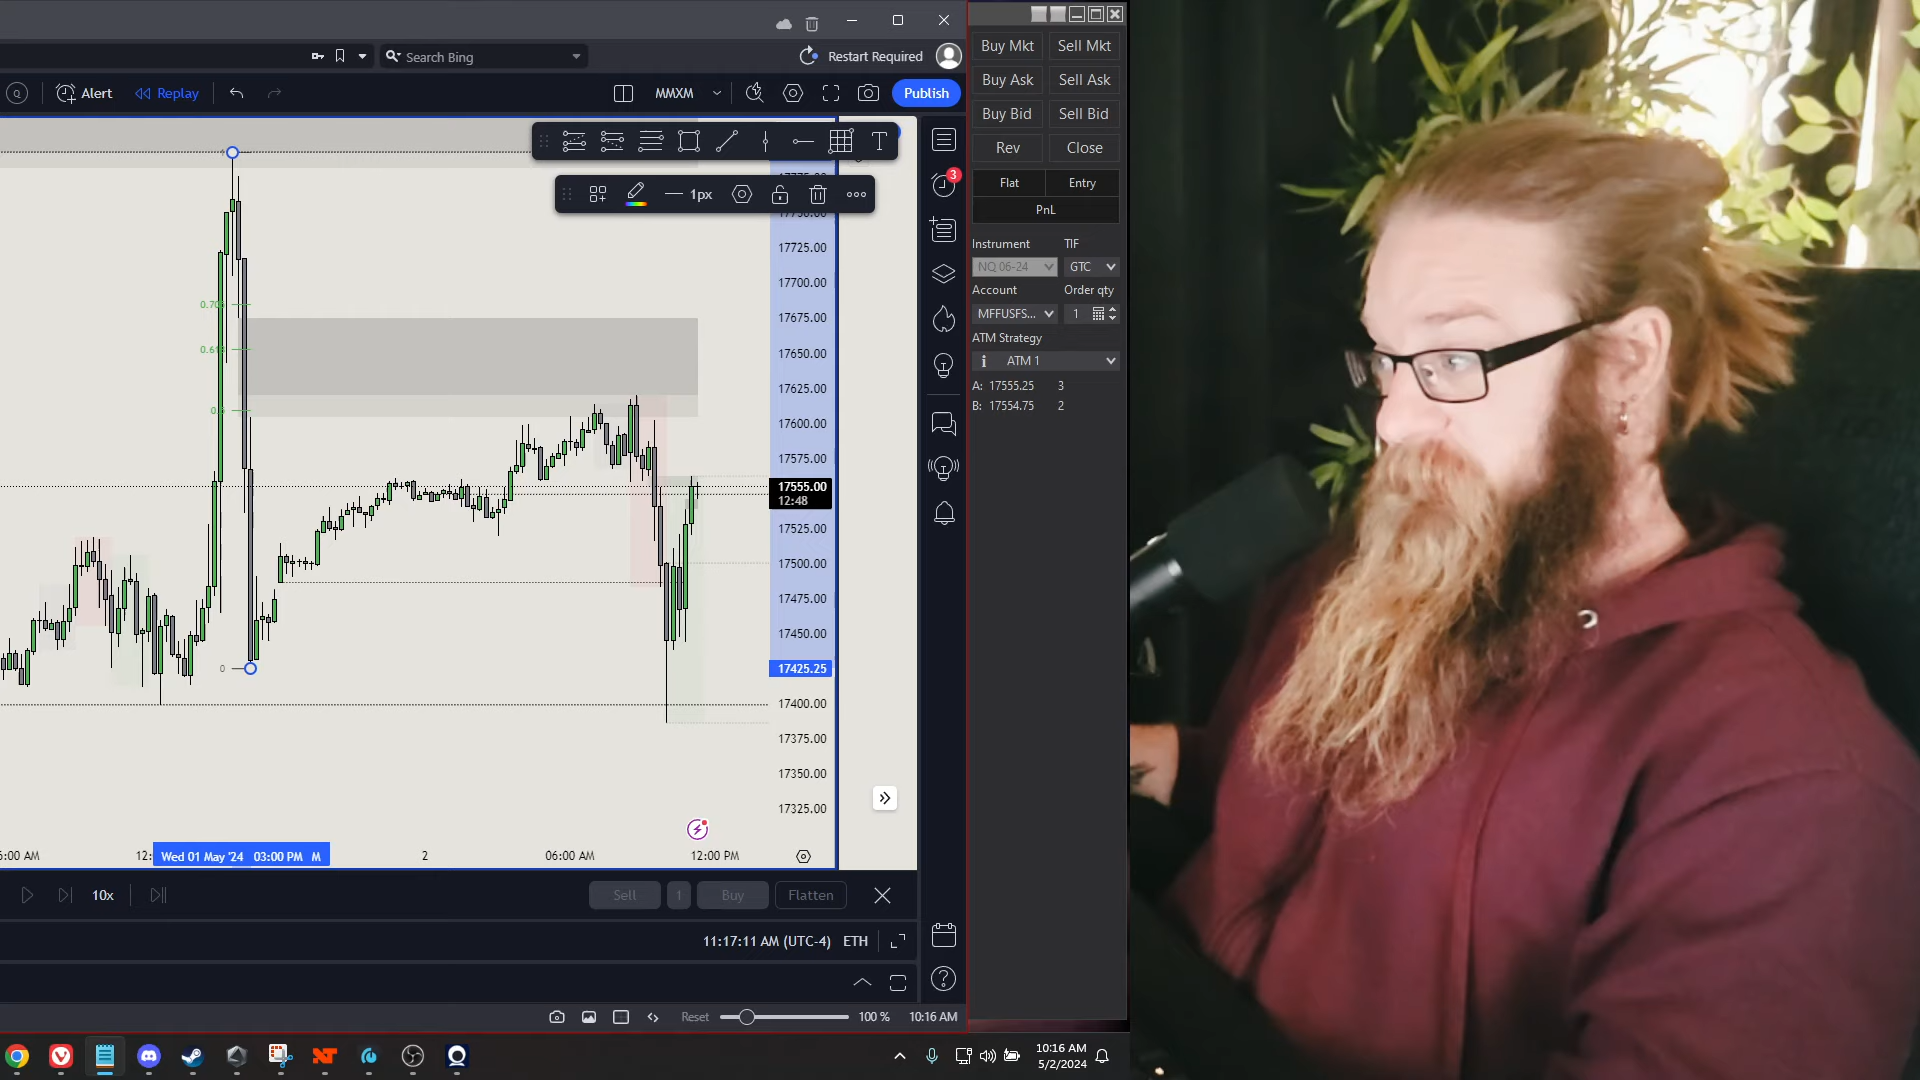 Search Bing
Restart Required
Alert
Replay
MMXM
Publish
1px
3
17750.00
17725.00
17700.00
17675.00
17650.00
17625.00
17600.00
17575.00
17555.00
12:48
17525.00
17500.00
17475.00
17450.00
17425.25
17400.00
17375.00
17350.00
17325.00
0
Wed 01 May '24 03:00 PM M
2
06:00 AM
12:00 PM
10x
Sell
1
Buy
Flatten
11:17:11 AM (UTC-4)
ETH
Reset
100 %
10:16 AM
Buy Mkt
Sell Mkt
Buy Ask
Sell Ask
Buy Bid
Sell Bid
Rev
Close
Flat
Entry
PnL
Instrument
TIF
NQ 06-24
GTC
Account
Order qty
MFFUSFS...
1
ATM Strategy
ATM 1
A: 17555.25 3
B: 17554.75 2
10:16 AM
5/2/2024